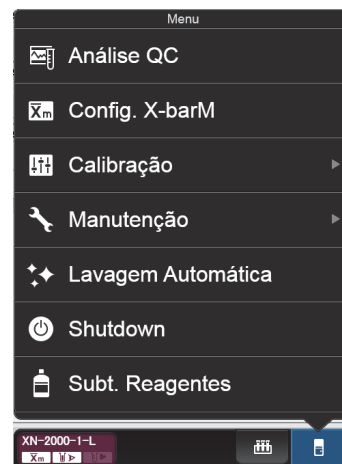 Menu
Análise QC
X̅m Config. X-barM
Calibração
Manutenção
Lavagem Automática
Shutdown
Subt. Reagentes
XN-2000-1-L
X̅m